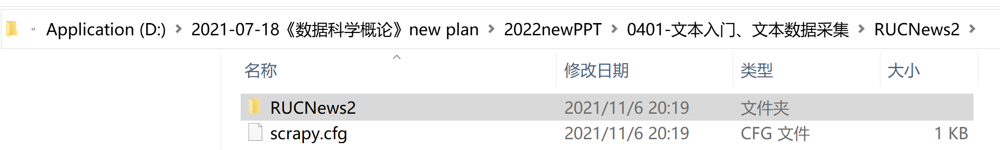 « Application (D:) > 2021-07-18《数据科学概论》new plan > 2022newPPT > 0401-文本入门、文本数据采集 > RUCNews2 >
名称 修改日期 类型 大小
RUCNews2 2021/11/6 20:19 文件夹
scrapy.cfg 2021/11/6 20:19 CFG 文件 1 KB